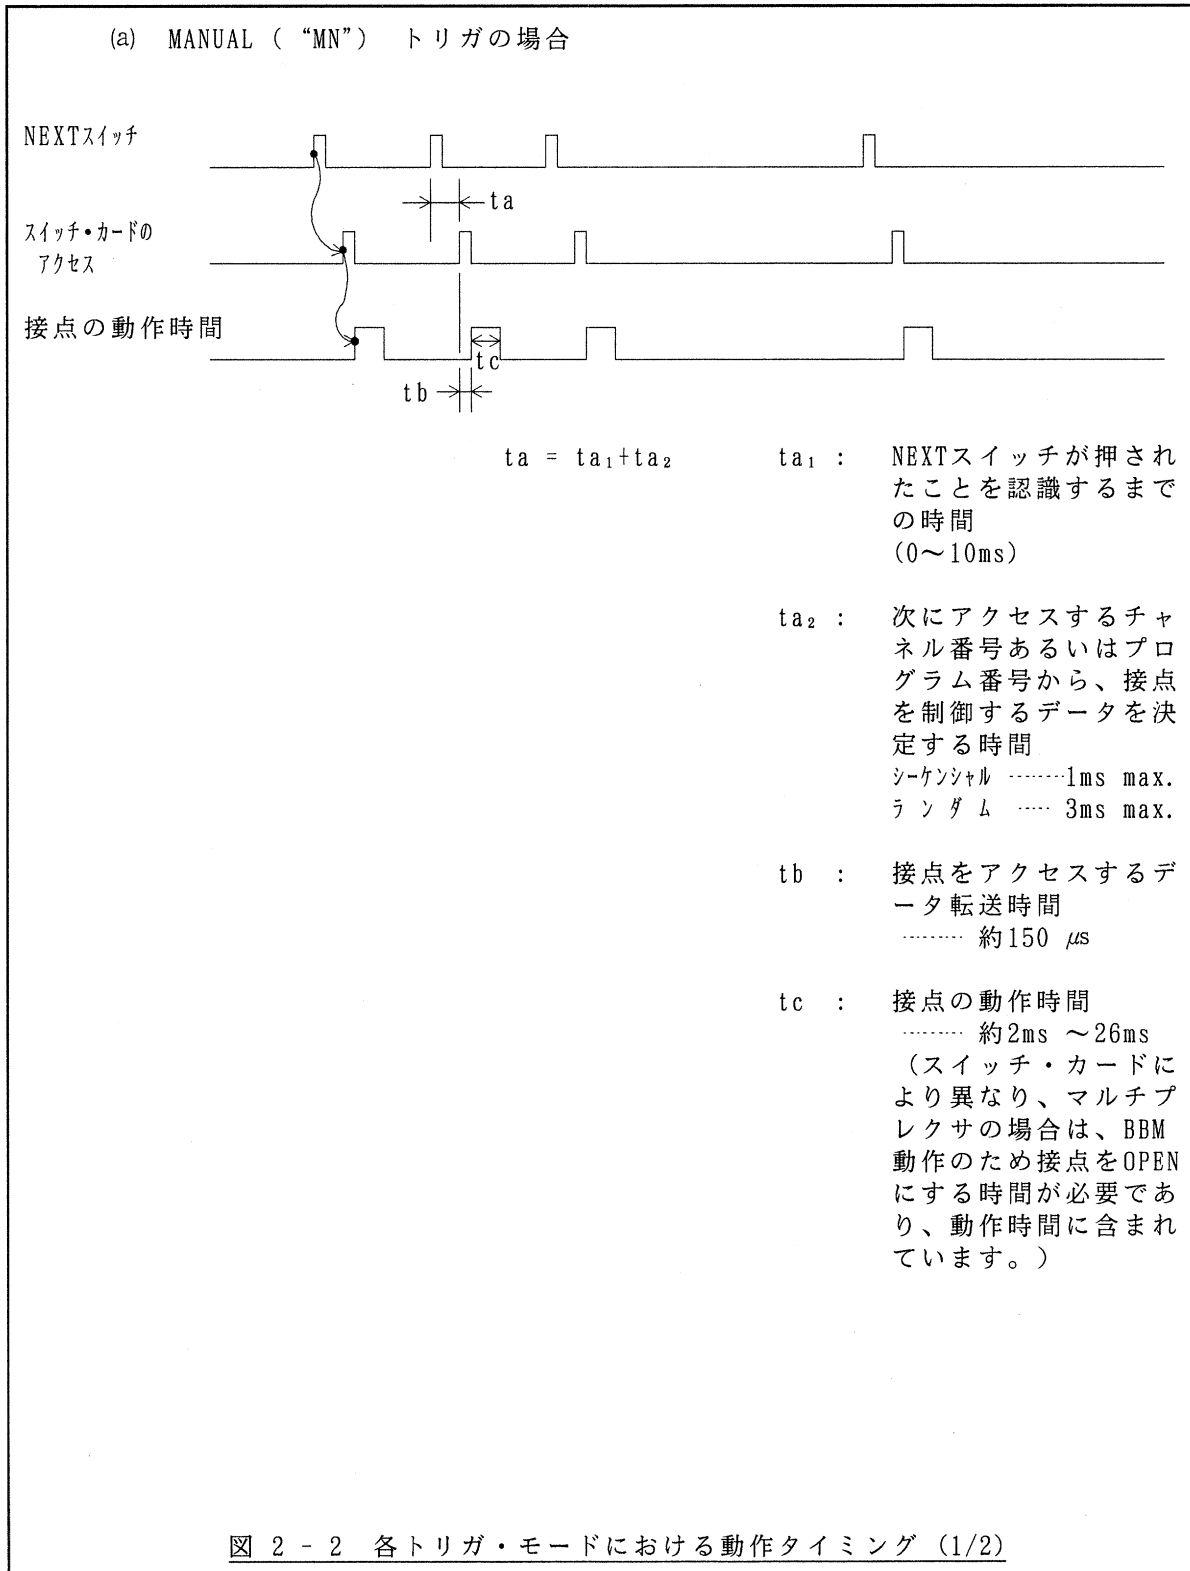 (a) MANUAL ( “MN”) トリガの場合
NEXTスイッチ
ta
スイッチ・カードの
アクセス
接点の動作時間
tc
tb
ta = ta₁+ta₂
ta₁ : NEXTスイッチが押され
たことを認識するまで
の時間
(0～10ms)
ta₂ : 次にアクセスするチャ
ネル番号あるいはプロ
グラム番号から、接点
を制御するデータを決
定する時間
シーケンシャル ········1ms max.
ランダム ····· 3ms max.
tb : 接点をアクセスするデ
ータ転送時間
········ 約150 μs
tc : 接点の動作時間
········ 約2ms ～26ms
(スイッチ・カードに
より異なり、マルチプ
レクサの場合は、BBM
動作のため接点をOPEN
にする時間が必要であ
り、動作時間に含まれ
ています。)
図 2 - 2 各トリガ・モードにおける動作タイミング (1/2)